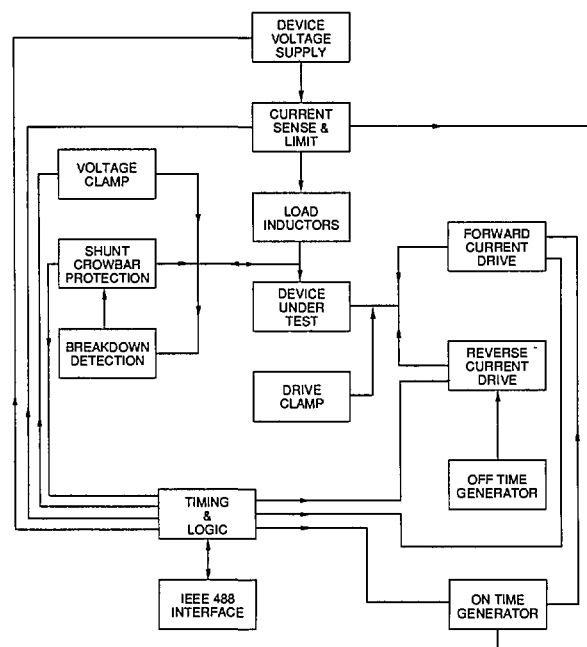 DEVICE
VOLTAGE
SUPPLY
CURRENT
SENSE &
LIMIT
VOLTAGE
CLAMP
LOAD
INDUCTORS
FORWARD
CURRENT
DRIVE
SHUNT
CROWBAR
PROTECTION
DEVICE
UNDER
TEST
BREAKDOWN
DETECTION
REVERSE
CURRENT
DRIVE
DRIVE
CLAMP
OFF TIME
GENERATOR
TIMING
&
LOGIC
IEEE 488
INTERFACE
ON TIME
GENERATOR